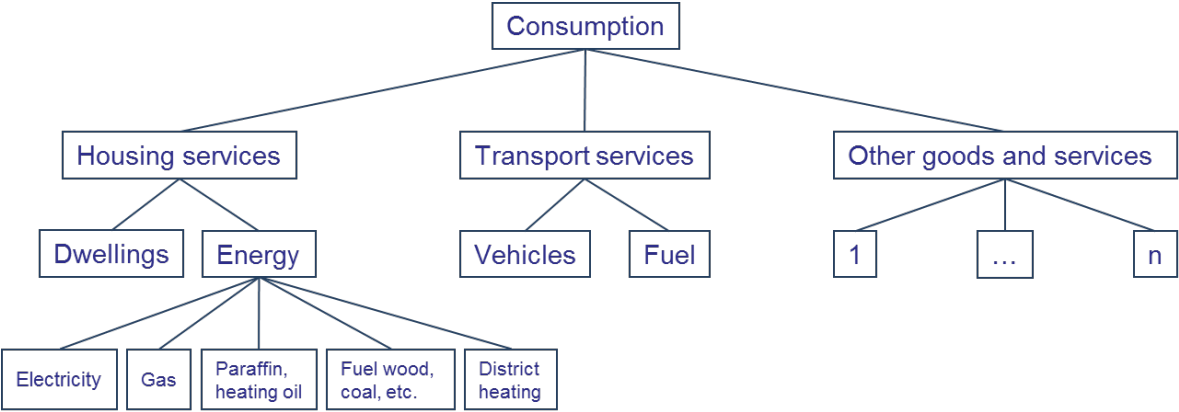 Consumption
Housing services
Transport services
Other goods and services
Dwellings
Energy
Vehicles
Fuel
1
...
n
Electricity
Gas
Paraffin,
heating oil
Fuel wood,
coal, etc.
District
heating